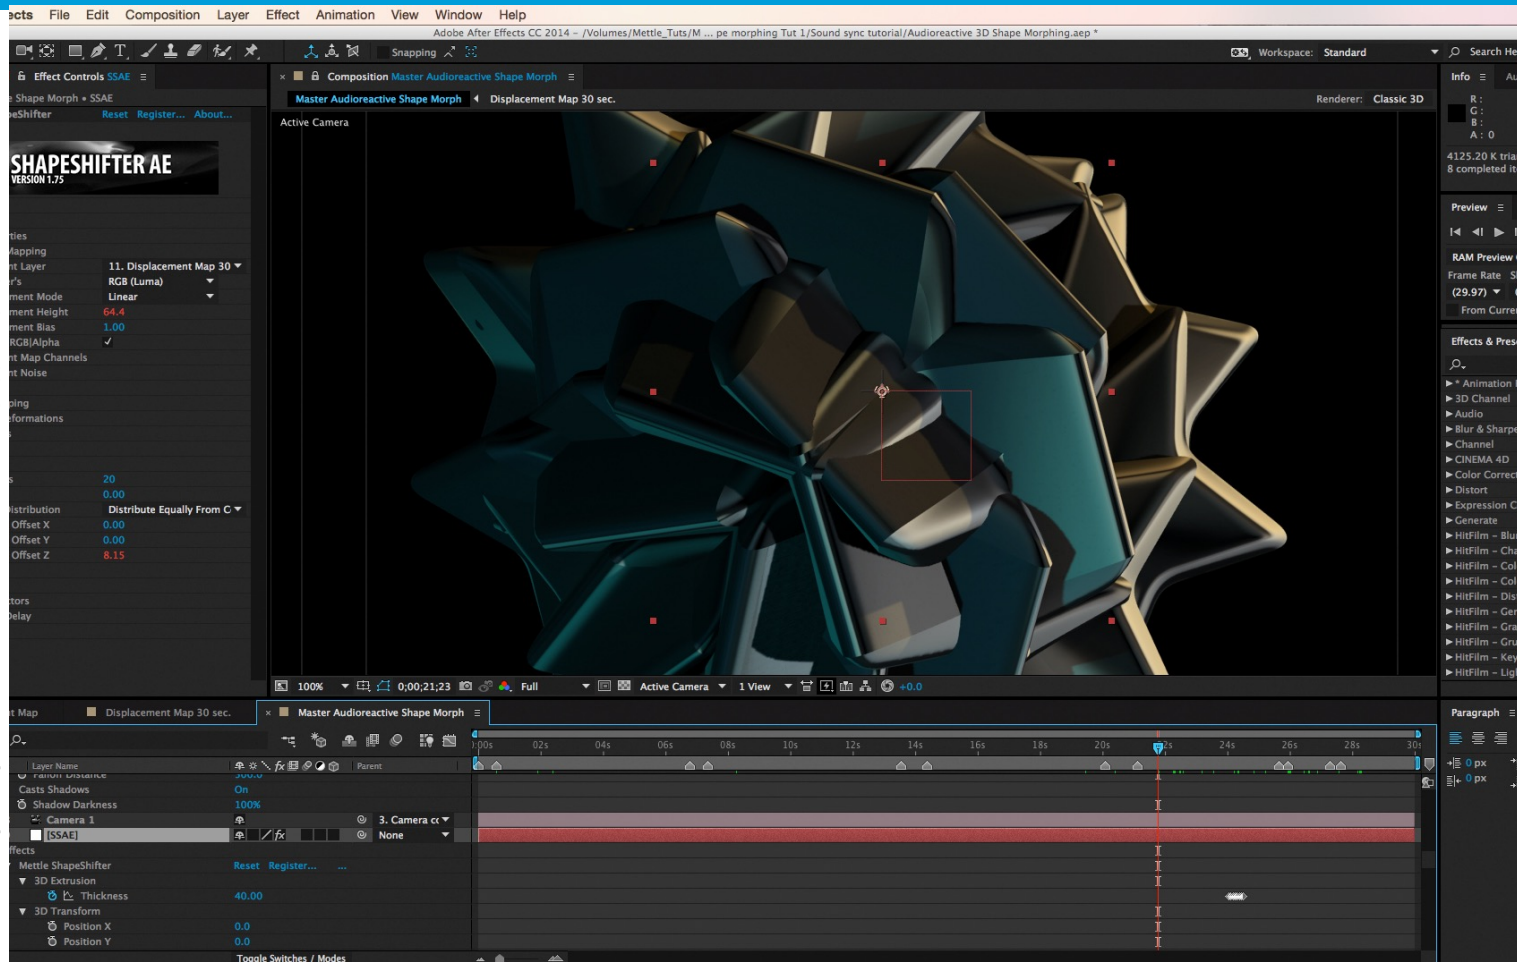 ects File Edit Composition Layer Effect Animation View Window Help
Adobe After Effects CC 2014 - /Volumes/Mettle_Tuts/M ... pe morphing Tut 1/Sound sync tutorial/Audioreactive 3D Shape Morphing.aep *
Snapping
Workspace: Standard
Search He
Effect Controls SSAE
Composition Master Audioreactive Shape Morph
Info
Au
e Shape Morph • SSAE
Master Audioreactive Shape Morph
Displacement Map 30 sec.
Renderer: Classic 3D
R:
G:
B:
A: 0
eShifter Reset Register... About...
Active Camera
SHAPESHIFTER AE
VERSION 1.75
4125.20 K tria
8 completed it
Preview
ties
Mapping
nt Layer 11. Displacement Map 30
r's RGB (Luma)
ment Mode Linear
ment Height 64.4
ment Bias 1.00
RGB|Alpha
nt Map Channels
nt Noise
ping
eformations
s
s 20
0.00
istribution Distribute Equally From C
Offset X 0.00
Offset Y 0.00
Offset Z 8.15
ctors
Delay
RAM Preview
Frame Rate S
(29.97)
From Curre
Effects & Pres
* Animation
3D Channel
Audio
Blur & Sharpe
Channel
CINEMA 4D
Color Correct
Distort
Expression C
Generate
HitFilm - Blu
HitFilm - Cha
HitFilm - Col
HitFilm - Col
HitFilm - Dis
HitFilm - Ger
HitFilm - Gra
HitFilm - Gru
HitFilm - Key
HitFilm - Lig
100% 0;00;21;23 Full Active Camera 1 View +0.0
nt Map
Displacement Map 30 sec.
Master Audioreactive Shape Morph
Paragraph
):00s 02s 04s 06s 08s 10s 12s 14s 16s 18s 20s 22s 24s 26s 28s 30s
Layer Name
Parent
0 px
0 px
Falloff Distance 500.0
Casts Shadows On
Shadow Darkness 100%
Camera 1 3. Camera cc
[SSAE] None
ffects
Mettle ShapeShifter Reset Register... ...
3D Extrusion
Thickness 40.00
3D Transform
Position X 0.0
Position Y 0.0
Toggle Switches / Modes